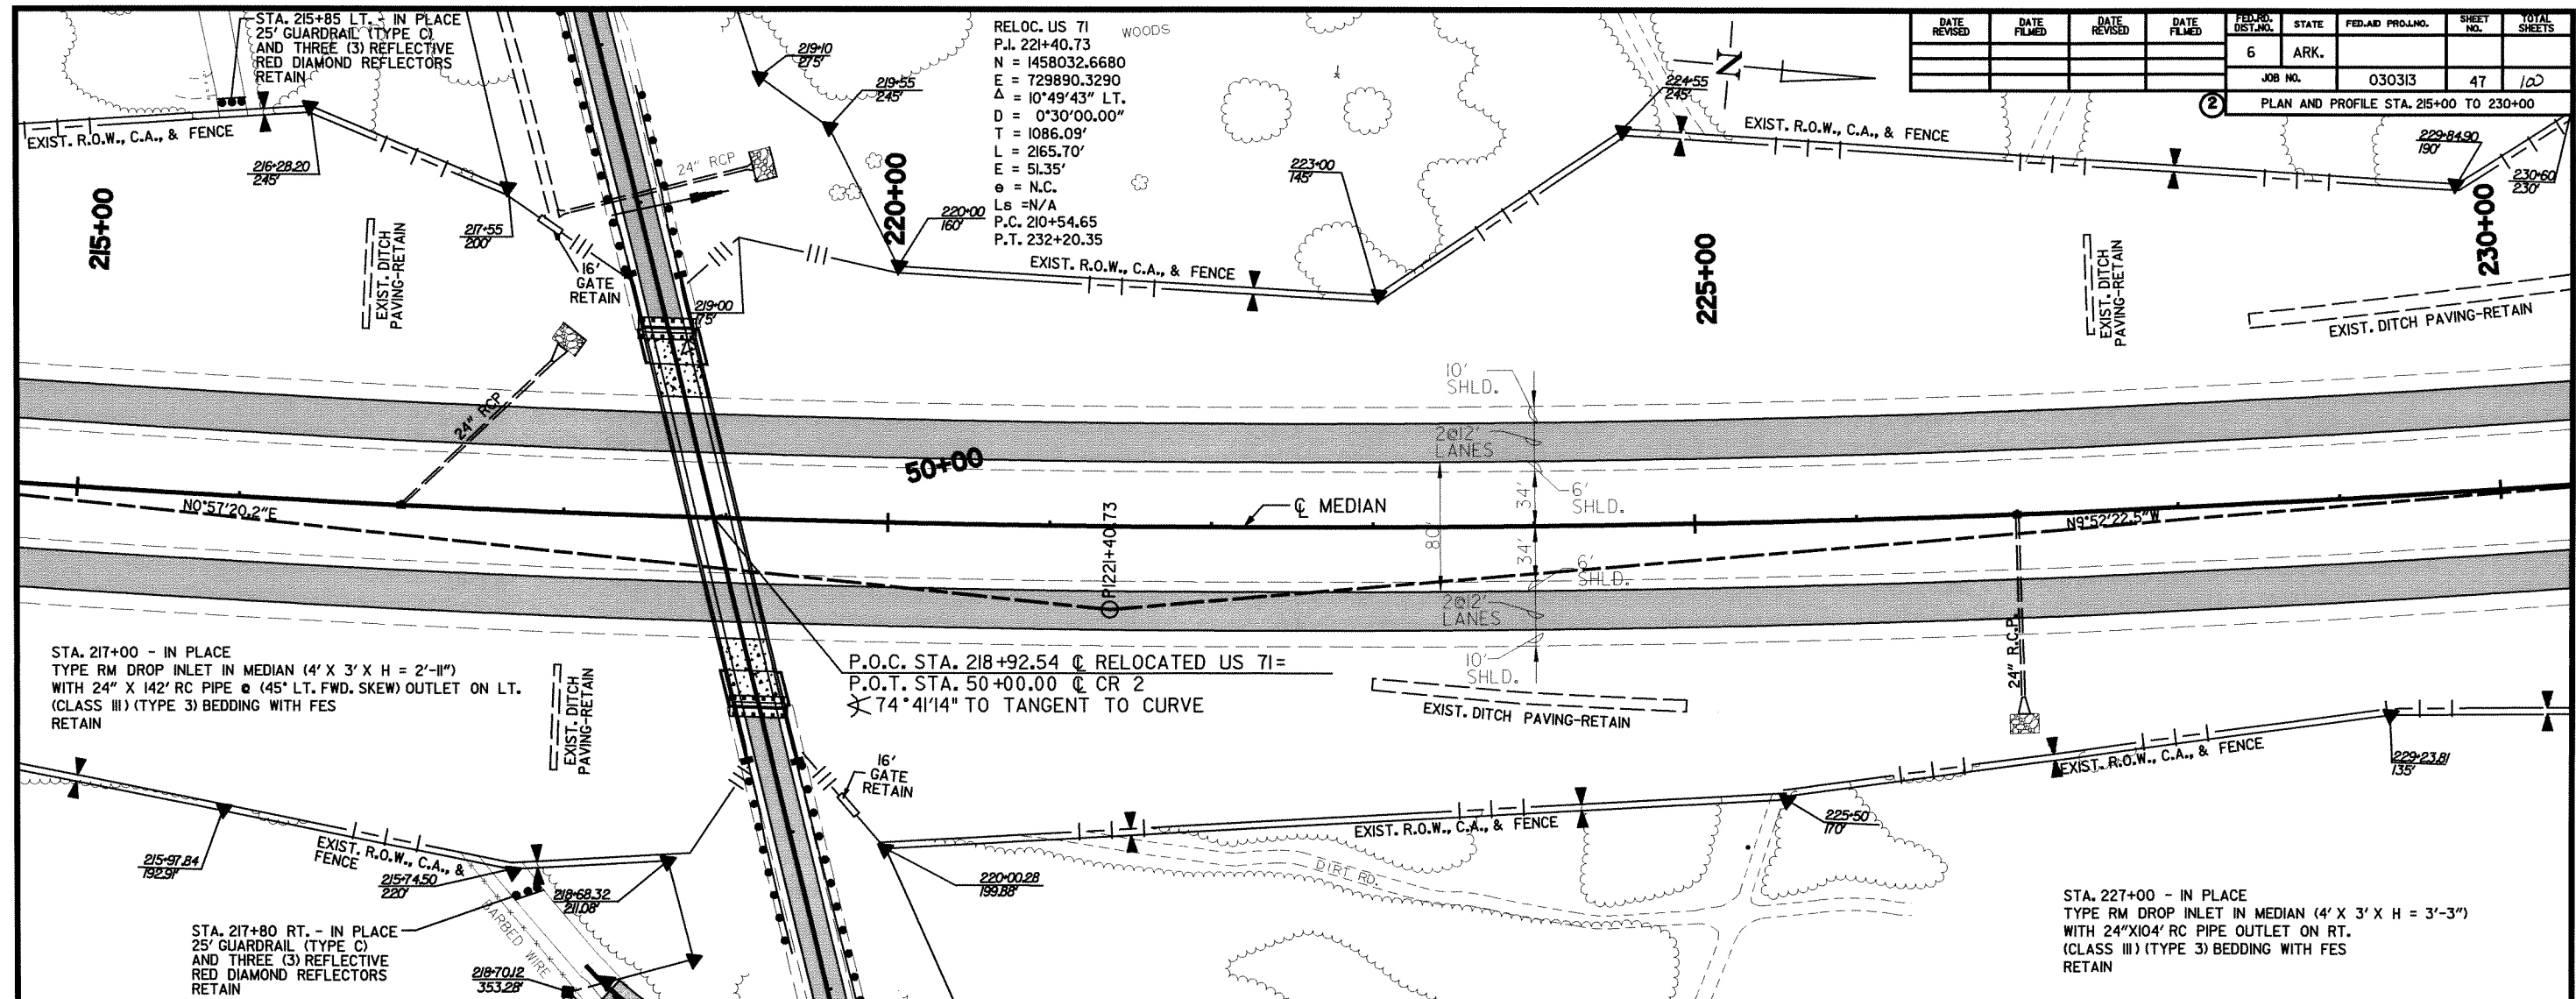 STA. 215+85 LT. - IN PLACE
25' GUARDRAIL (TYPE C)
AND THREE (3) REFLECTIVE
RED DIAMOND REFLECTORS
RETAIN
RELOC. US 71
P.I. 221+40.73
N = 1458032.6680
E = 729890.3290
Δ = 10°49'43" LT.
D = 0°30'00.00"
T = 1086.09'
L = 2165.70'
E = 51.35'
e = N.C.
Ls =N/A
P.C. 210+54.65
P.T. 232+20.35
WOODS
N
DATE REVISED
DATE FILMED
DATE REVISED
DATE FILMED
FED.RD. DIST.NO.
STATE
FED.AID PROJ.NO.
SHEET NO.
TOTAL SHEETS
6
ARK.
JOB NO.
030313
47
100
2
PLAN AND PROFILE STA. 215+00 TO 230+00
EXIST. R.O.W., C.A., & FENCE
216+28.20
245'
217+55
200'
219+10
275'
219+55
245'
220+00
160'
24" RCP
16'
GATE
RETAIN
219+00
75'
215+00
220+00
225+00
230+00
EXIST. DITCH
PAVING-RETAIN
EXIST. R.O.W., C.A., & FENCE
223+00
145'
224+55
245'
EXIST. R.O.W., C.A., & FENCE
229+84.90
190'
230+60
230'
EXIST. DITCH
PAVING-RETAIN
EXIST. DITCH PAVING-RETAIN
24" RCP
50+00
10'
SHLD.
2@12'
LANES
6'
SHLD.
34'
80'
34'
6'
SHLD.
2@12'
LANES
10'
SHLD.
N0°57'20.2"E
℄ MEDIAN
PI 221+40.73
N9°52'22.5"W
24" R.C.P.
STA. 217+00 - IN PLACE
TYPE RM DROP INLET IN MEDIAN (4' X 3' X H = 2'-11")
WITH 24" X 142' RC PIPE @ (45° LT. FWD. SKEW) OUTLET ON LT.
(CLASS III) (TYPE 3) BEDDING WITH FES
RETAIN
EXIST. DITCH
PAVING-RETAIN
P.O.C. STA. 218+92.54 ℄ RELOCATED US 71=
P.O.T. STA. 50+00.00 ℄ CR 2
∢ 74°41'14" TO TANGENT TO CURVE
EXIST. DITCH PAVING-RETAIN
16'
GATE
RETAIN
EXIST. R.O.W., C.A., & FENCE
229+23.81
135'
EXIST. R.O.W., C.A., & FENCE
225+50
170'
215+97.84
192.91'
EXIST. R.O.W., C.A., &
FENCE
215+74.50
220'
218+68.32
211.08'
220+00.28
199.88'
DIRT RD.
BARBED WIRE
STA. 217+80 RT. - IN PLACE
25' GUARDRAIL (TYPE C)
AND THREE (3) REFLECTIVE
RED DIAMOND REFLECTORS
RETAIN
218+70.12
353.28'
STA. 227+00 - IN PLACE
TYPE RM DROP INLET IN MEDIAN (4' X 3' X H = 3'-3")
WITH 24"X104' RC PIPE OUTLET ON RT.
(CLASS III) (TYPE 3) BEDDING WITH FES
RETAIN